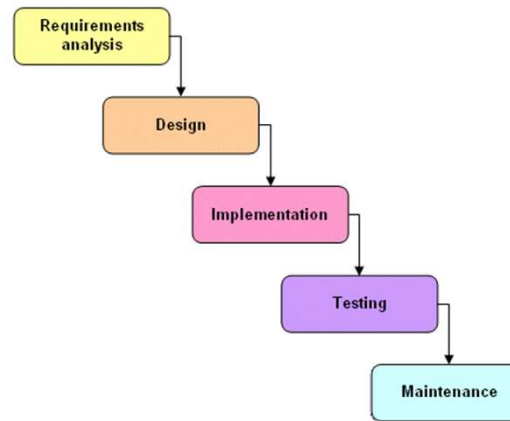 Requirements
analysis
Design
Implementation
Testing
Maintenance